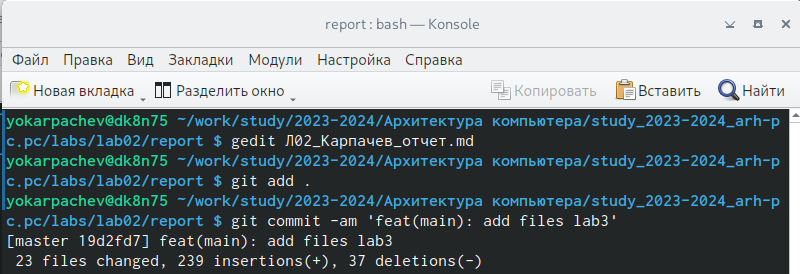 report : bash — Konsole
Файл Правка Вид Закладки Модули Настройка Справка
Новая вкладка Разделить окно Копировать Вставить Найти
yokarpachev@dk8n75 ~/work/study/2023-2024/Архитектура компьютера/study_2023-2024_arh-p
c.pc/labs/lab02/report $ gedit Л02_Карпачев_отчет.md
yokarpachev@dk8n75 ~/work/study/2023-2024/Архитектура компьютера/study_2023-2024_arh-p
c.pc/labs/lab02/report $ git add .
yokarpachev@dk8n75 ~/work/study/2023-2024/Архитектура компьютера/study_2023-2024_arh-p
c.pc/labs/lab02/report $ git commit -am 'feat(main): add files lab3'
[master 19d2fd7] feat(main): add files lab3
 23 files changed, 239 insertions(+), 37 deletions(-)